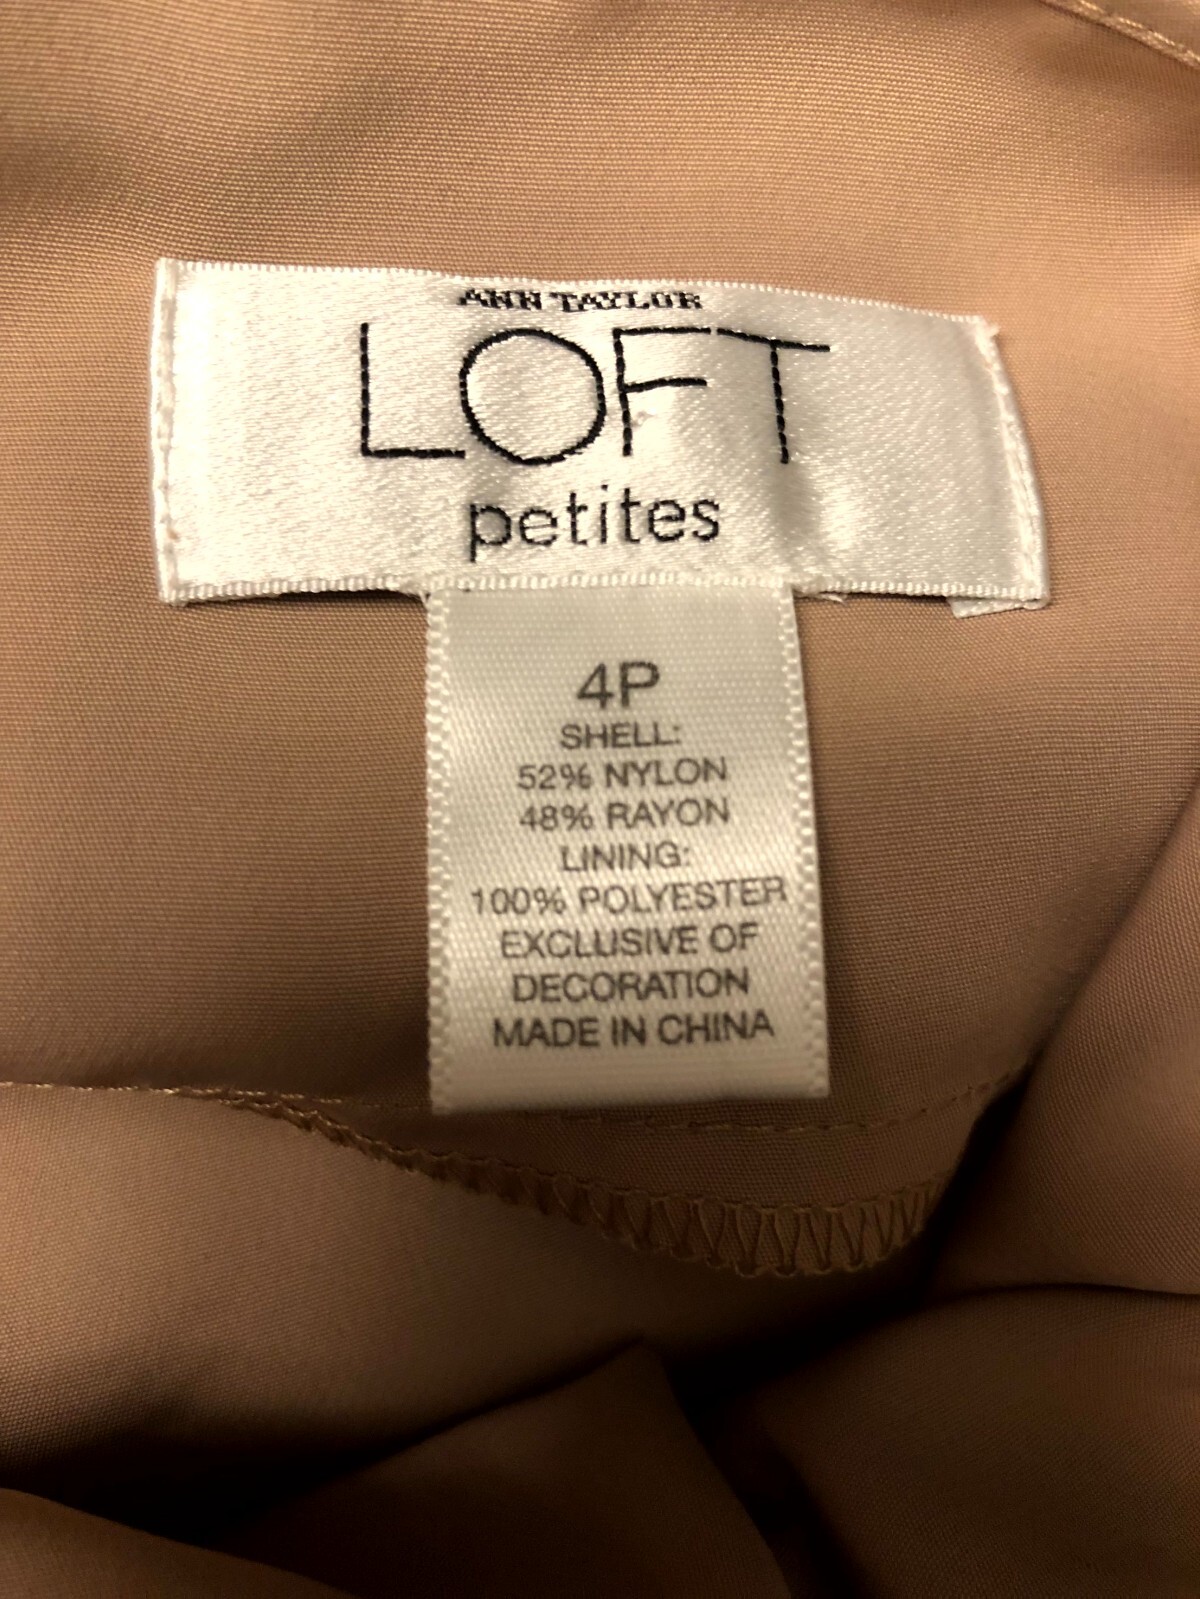 ANN TAYLOR
LOFT
petites
4P
SHELL:
52% NYLON
48% RAYON
LINING:
100% POLYESTER
EXCLUSIVE OF
DECORATION
MADE IN CHINA